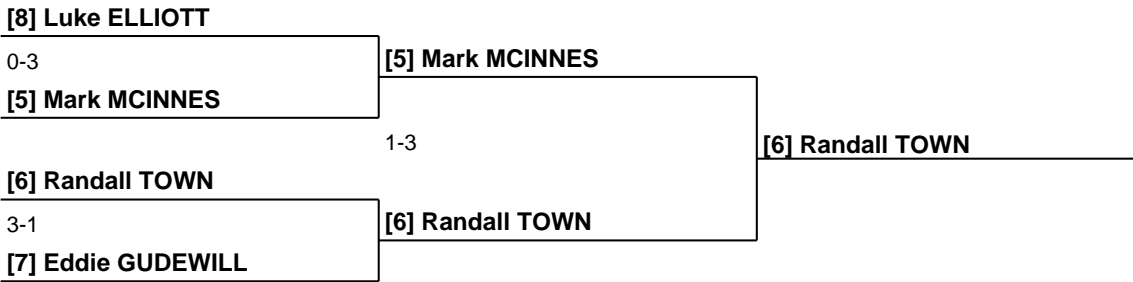 [8] Luke ELLIOTT
0-3
[5] Mark MCINNES
[5] Mark MCINNES
1-3
[6] Randall TOWN
[6] Randall TOWN
3-1
[6] Randall TOWN
[7] Eddie GUDEWILL